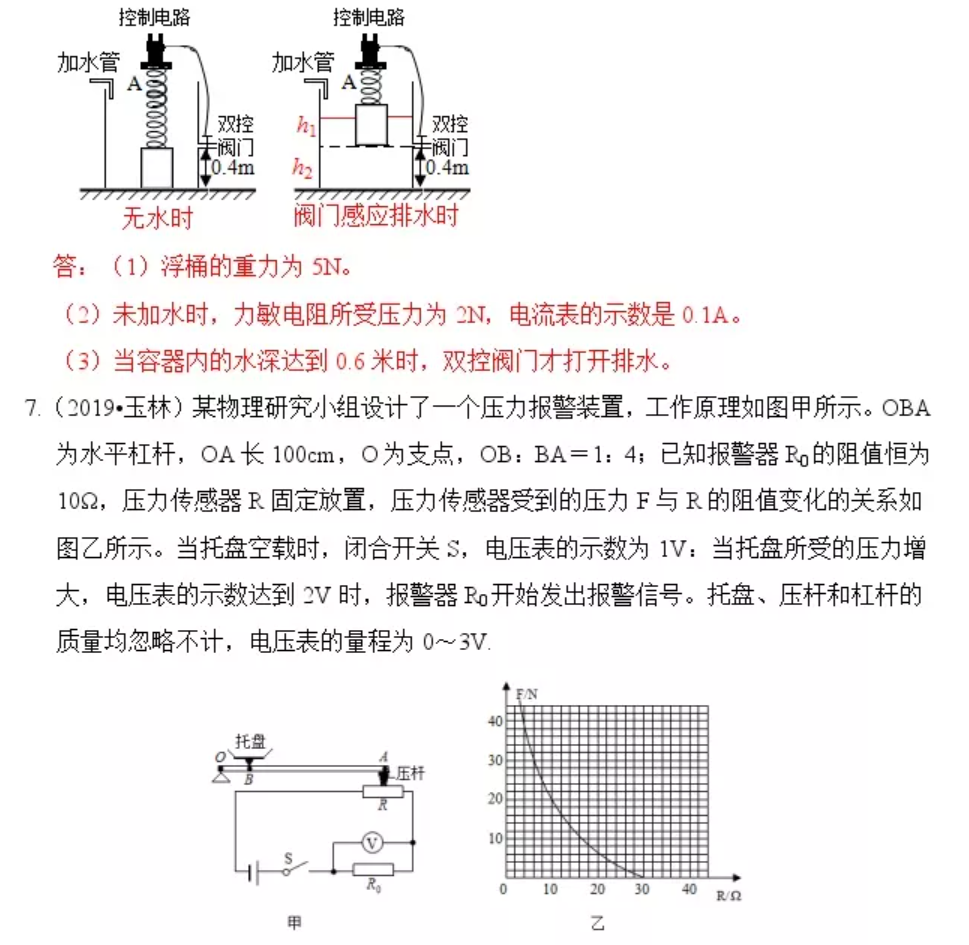 控制电路 控制电路
加水管 加水管
A A
h1 双控
双控 阀门
阀门 0.4m
0.4m h2
无水时 阀门感应排水时
答：（1）浮桶的重力为 5N。
（2）未加水时，力敏电阻所受压力为 2N，电流表的示数是 0.1A。
（3）当容器内的水深达到 0.6 米时，双控阀门才打开排水。
7.（2019•玉林）某物理研究小组设计了一个压力报警装置，工作原理如图甲所示。OBA
为水平杠杆，OA 长 100cm，O 为支点，OB：BA＝1：4；已知报警器 R0 的阻值恒为
10Ω，压力传感器 R 固定放置，压力传感器受到的压力 F 与 R 的阻值变化的关系如
图乙所示。当托盘空载时，闭合开关 S，电压表的示数为 1V：当托盘所受的压力增
大，电压表的示数达到 2V 时，报警器 R0 开始发出报警信号。托盘、压杆和杠杆的
质量均忽略不计，电压表的量程为 0～3V.
托盘
O B A 压杆
R
V
S
R0
甲
F/N
40
30
20
10
0 10 20 30 40 R/Ω
乙